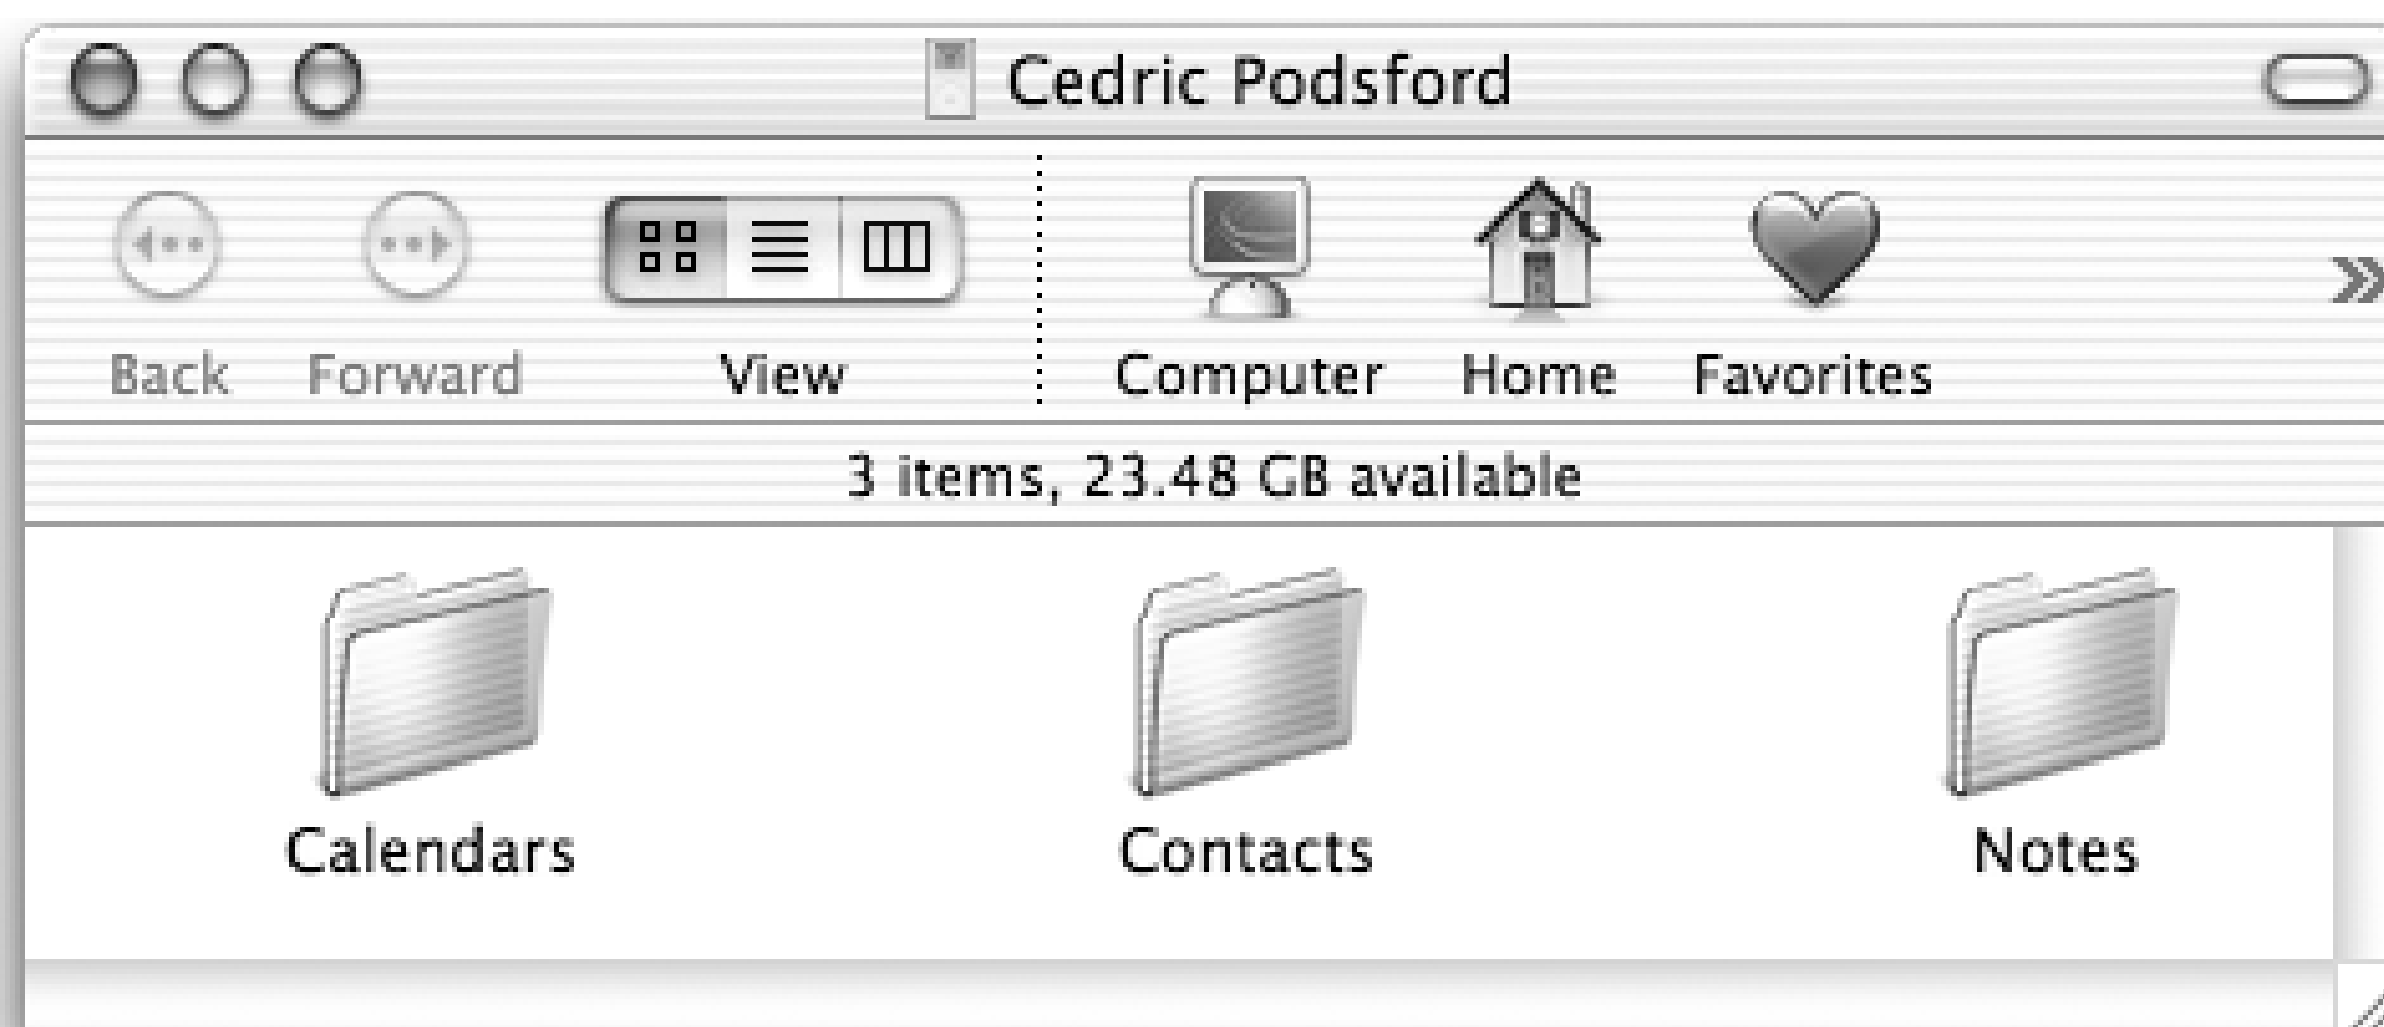 Cedric Podsford
Back Forward View Computer Home Favorites
3 items, 23.48 GB available
Calendars Contacts Notes